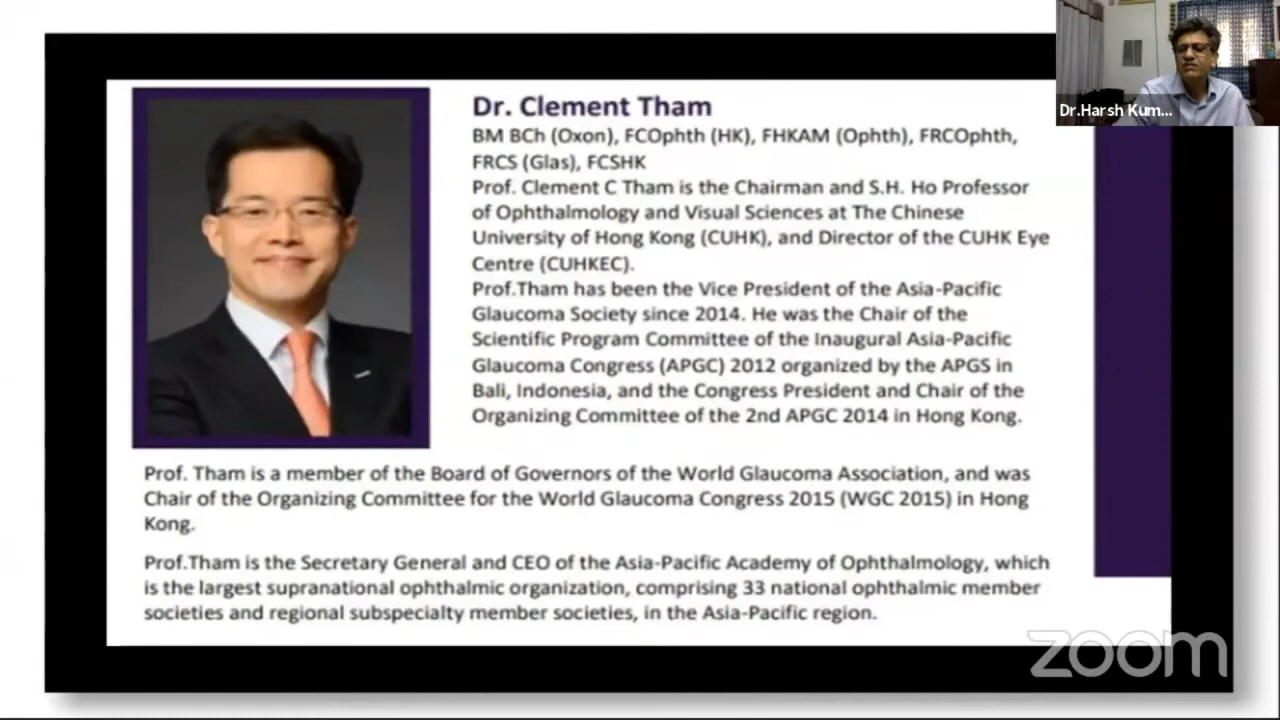 Dr. Clement Tham
BM BCh (Oxon), FCOphth (HK), FHKAM (Ophth), FRCOphth,
FRCS (Glas), FCSHK
Prof. Clement C Tham is the Chairman and S.H. Ho Professor
of Ophthalmology and Visual Sciences at The Chinese
University of Hong Kong (CUHK), and Director of the CUHK Eye
Centre (CUHKEC).
Prof.Tham has been the Vice President of the Asia-Pacific
Glaucoma Society since 2014. He was the Chair of the
Scientific Program Committee of the Inaugural Asia-Pacific
Glaucoma Congress (APGC) 2012 organized by the APGS in
Bali, Indonesia, and the Congress President and Chair of the
Organizing Committee of the 2nd APGC 2014 in Hong Kong.
Prof. Tham is a member of the Board of Governors of the World Glaucoma Association, and was
Chair of the Organizing Committee for the World Glaucoma Congress 2015 (WGC 2015) in Hong
Kong.
Prof.Tham is the Secretary General and CEO of the Asia-Pacific Academy of Ophthalmology, which
is the largest supranational ophthalmic organization, comprising 33 national ophthalmic member
societies and regional subspecialty member societies, in the Asia-Pacific region.
Dr.Harsh Kum...
zoom